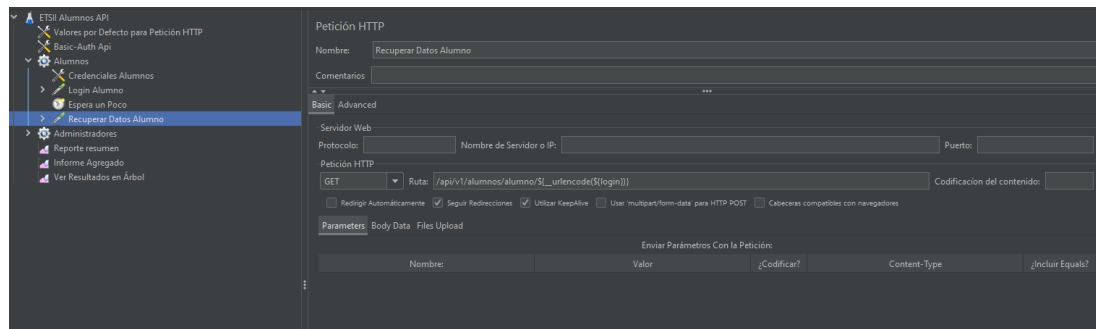 ETSII Alumnos API
Valores por Defecto para Petición HTTP
Basic-Auth Api
Alumnos
Credenciales Alumnos
Login Alumno
Espera un Poco
Recuperar Datos Alumno
Administradores
Reporte resumen
Informe Agregado
Ver Resultados en Árbol
Petición HTTP
Nombre: Recuperar Datos Alumno
Comentarios
Basic Advanced
Servidor Web
Protocolo: Nombre de Servidor o IP: Puerto:
Petición HTTP
GET Ruta: /api/v1/alumnos/alumno/${__urlencode(${login})} Codificacíon del contenido:
Redirigir Automáticamente Seguir Redirecciones Utilizar KeepAlive Usar 'multipart/form-data' para HTTP POST Cabeceras compatibles con navegadores
Parameters Body Data Files Upload
Enviar Parámetros Con la Petición:
Nombre: Valor ¿Codificar? Content-Type ¿Incluir Equals?